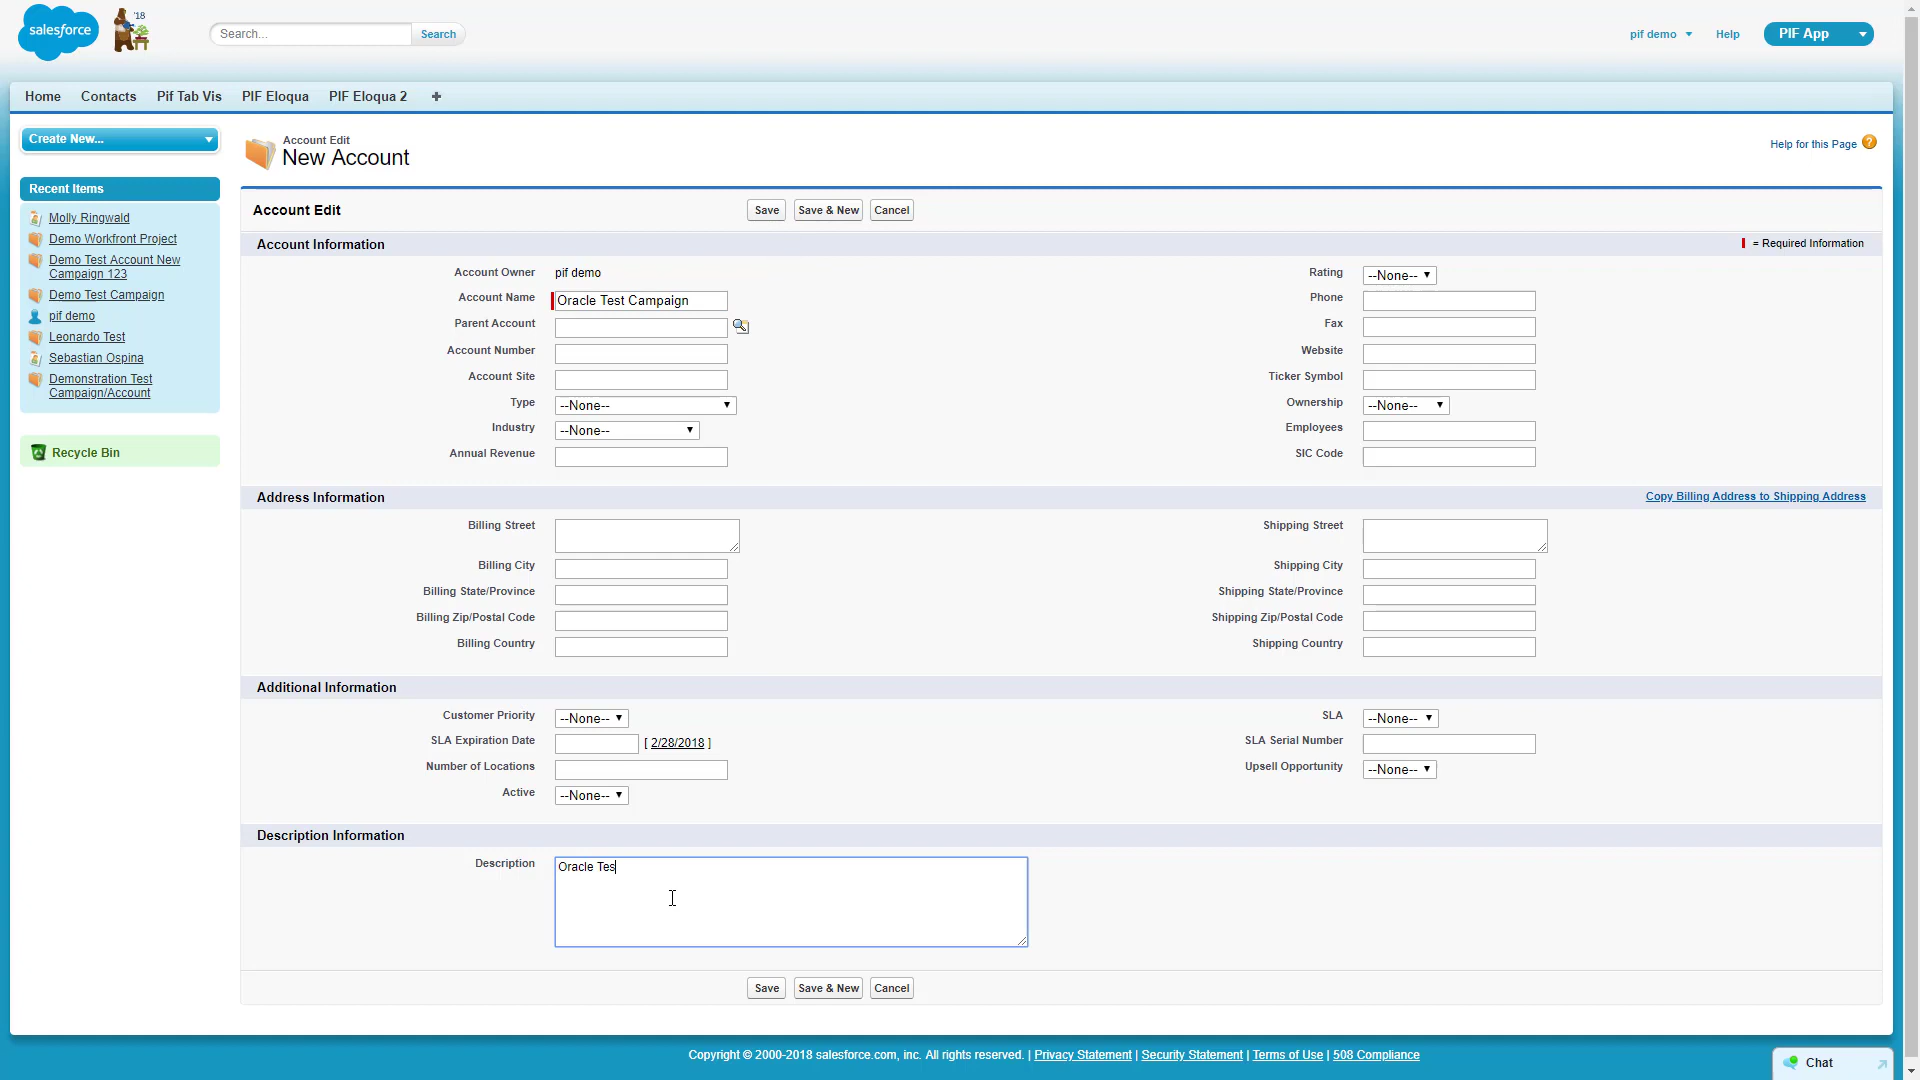 salesforce
'18
Search...
Search
pif demo
Help
PIF App
Home
Contacts
Pif Tab Vis
PIF Eloqua
PIF Eloqua 2
Create New...
Recent Items
Molly Ringwald
Demo Workfront Project
Demo Test Account New
Campaign 123
Demo Test Campaign
pif demo
Leonardo Test
Sebastian Ospina
Demonstration Test
Campaign/Account
Recycle Bin
Account Edit
New Account
Help for this Page
Account Edit
Save
Save & New
Cancel
Account Information
= Required Information
Account Owner pif demo
Rating --None--
Account Name Oracle Test Campaign
Phone
Parent Account
Fax
Account Number
Website
Account Site
Ticker Symbol
Type --None--
Ownership --None--
Industry --None--
Employees
Annual Revenue
SIC Code
Address Information
Copy Billing Address to Shipping Address
Billing Street
Shipping Street
Billing City
Shipping City
Billing State/Province
Shipping State/Province
Billing Zip/Postal Code
Shipping Zip/Postal Code
Billing Country
Shipping Country
Additional Information
Customer Priority --None--
SLA --None--
SLA Expiration Date [ 2/28/2018 ]
SLA Serial Number
Number of Locations
Upsell Opportunity --None--
Active --None--
Description Information
Description Oracle Tes
Save
Save & New
Cancel
Copyright © 2000-2018 salesforce.com, inc. All rights reserved. | Privacy Statement | Security Statement | Terms of Use | 508 Compliance
Chat